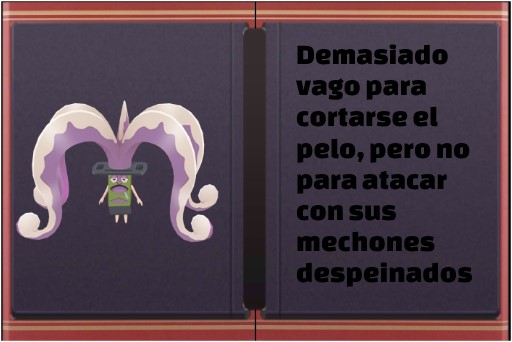 Demasiado
vago para
cortarse el
pelo, pero no
para atacar
con sus
mechones
despeinados